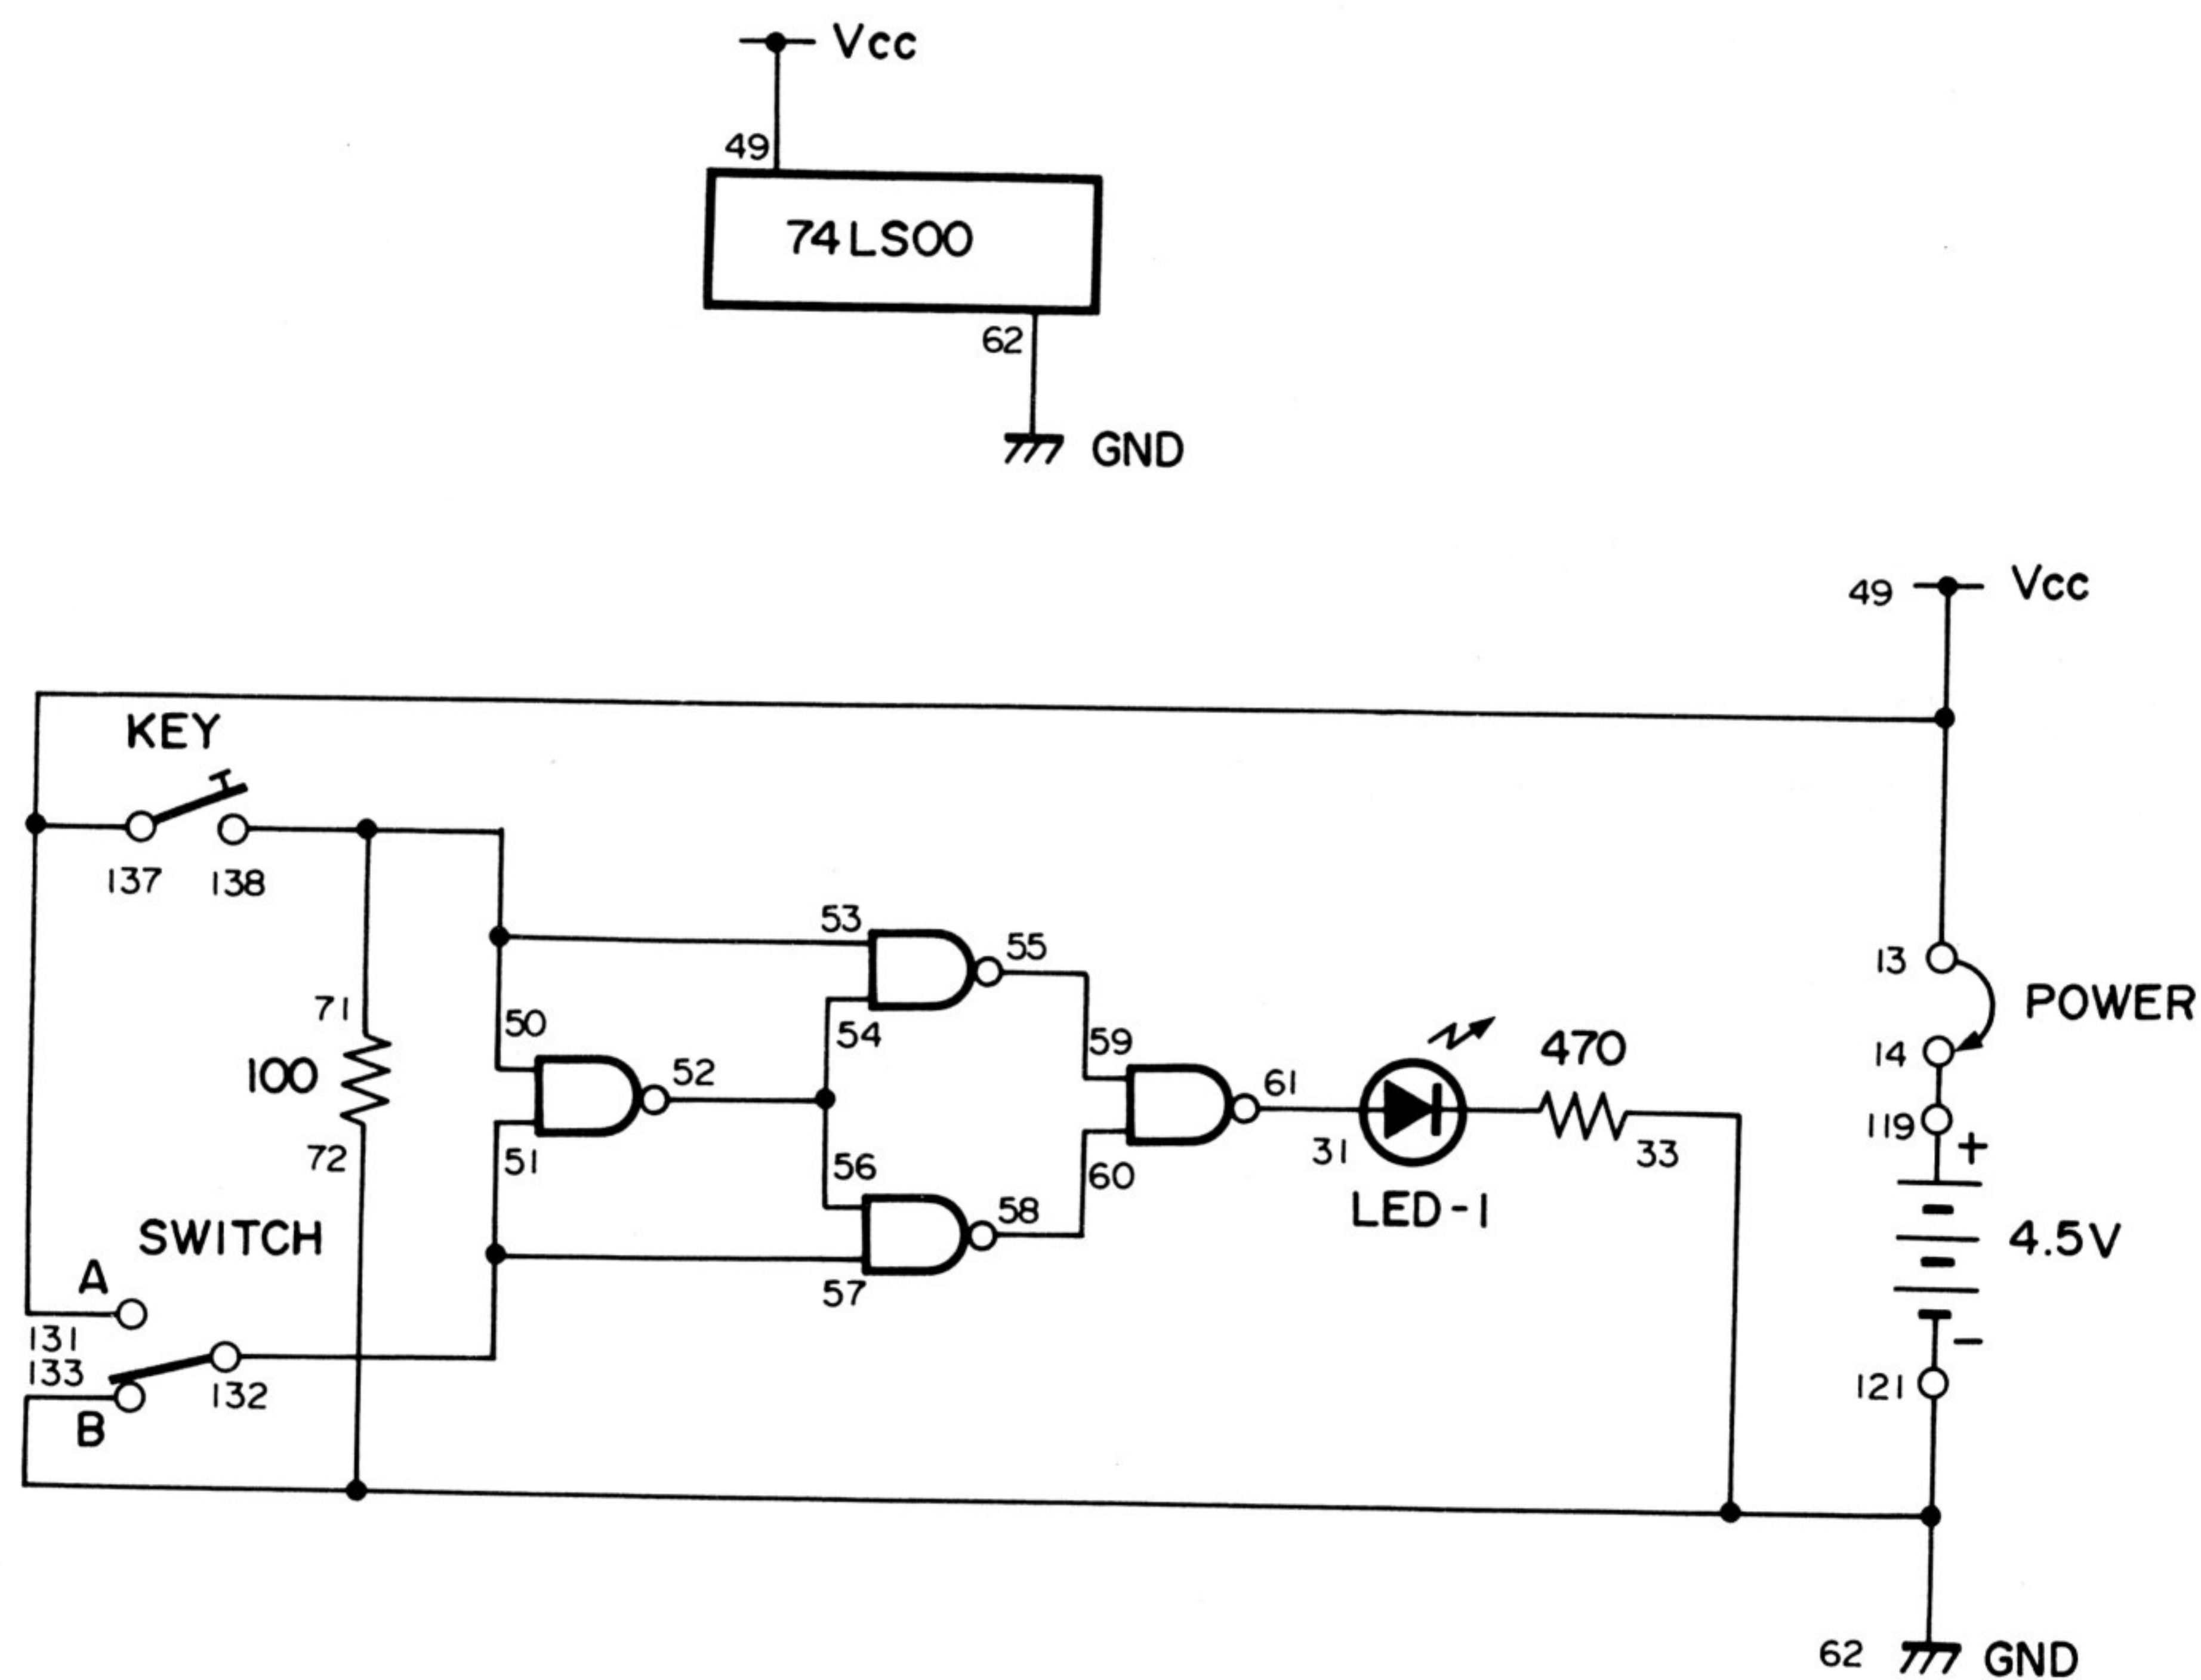 Vcc
49
74LS00
62
GND
49 Vcc
KEY
137 138
53
55
13
POWER
71
50
54
59
470
14
100
52
61
119
+
72
51
56
60
31
33
SWITCH
58
LED-1
4.5V
A
57
131
133
132
−
121
B
62 GND